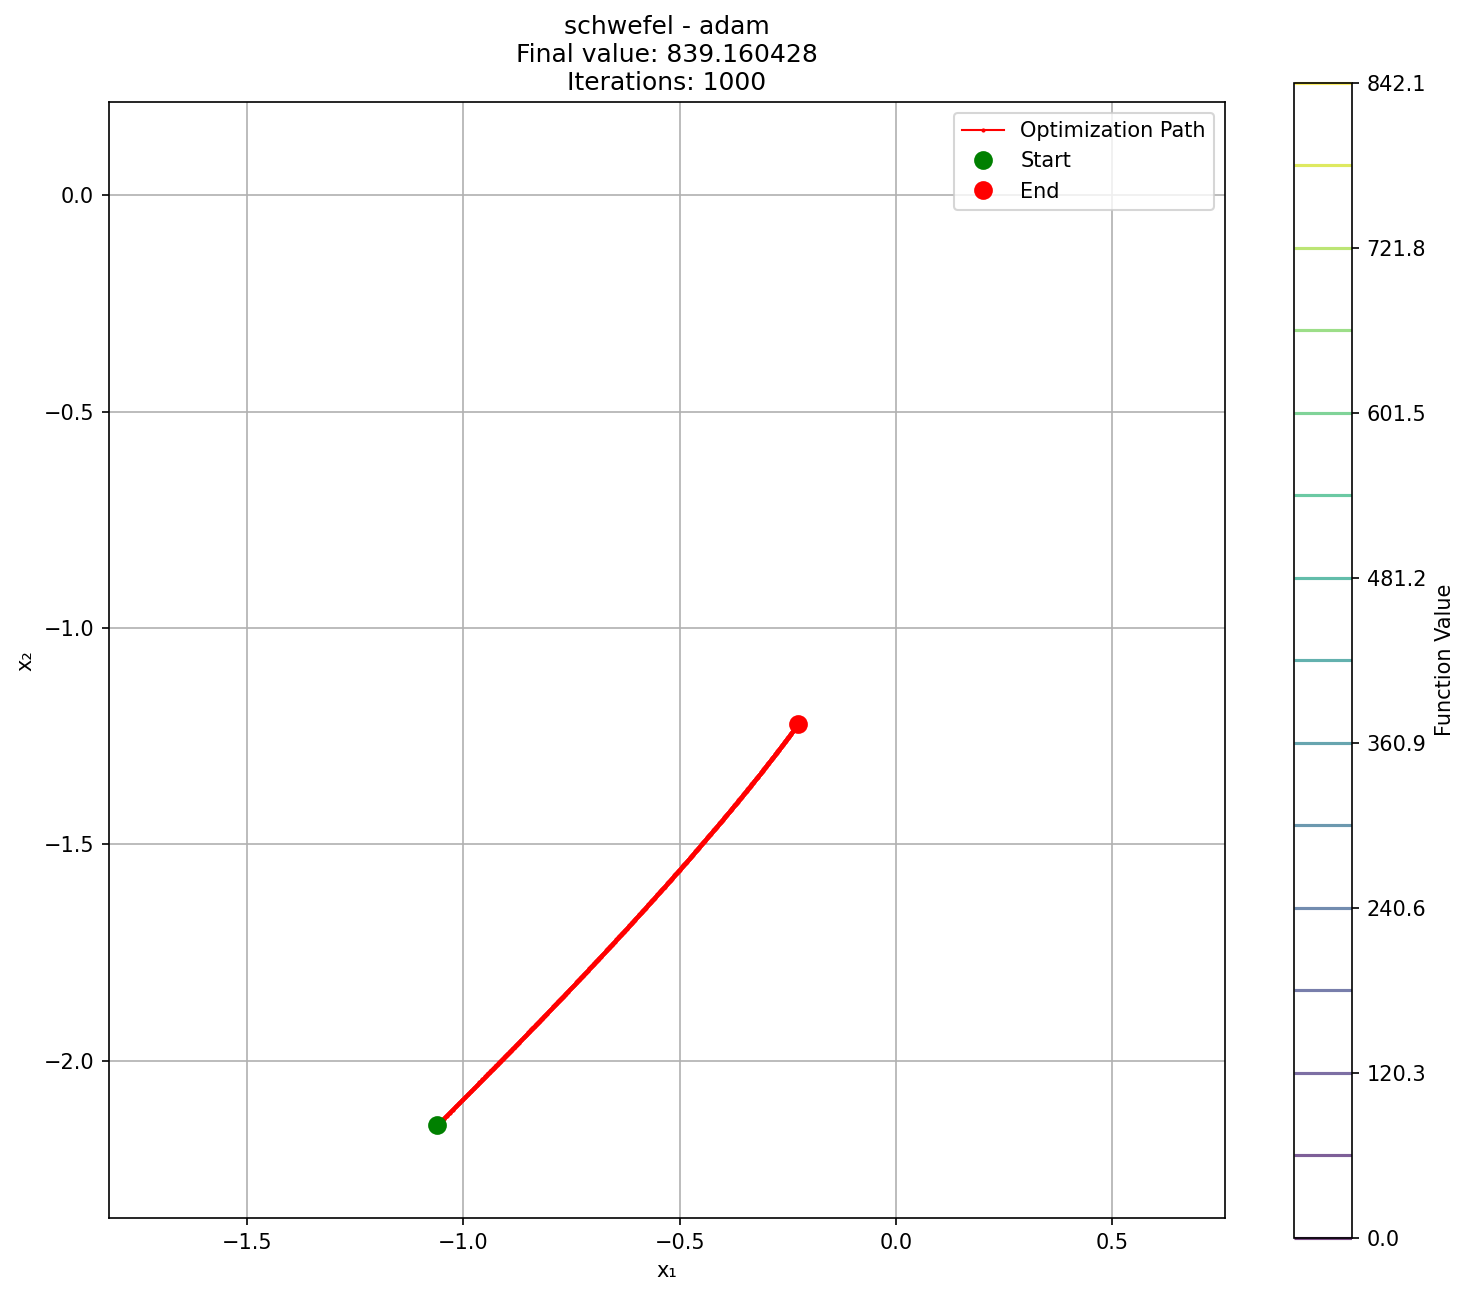 schwefel - adam
Final value: 839.160428
Iterations: 1000
Optimization Path
Start
End
0.0
−0.5
−1.0
−1.5
−2.0
x₂
−1.5
−1.0
−0.5
0.0
0.5
x₁
842.1
721.8
601.5
481.2
360.9
240.6
120.3
0.0
Function Value